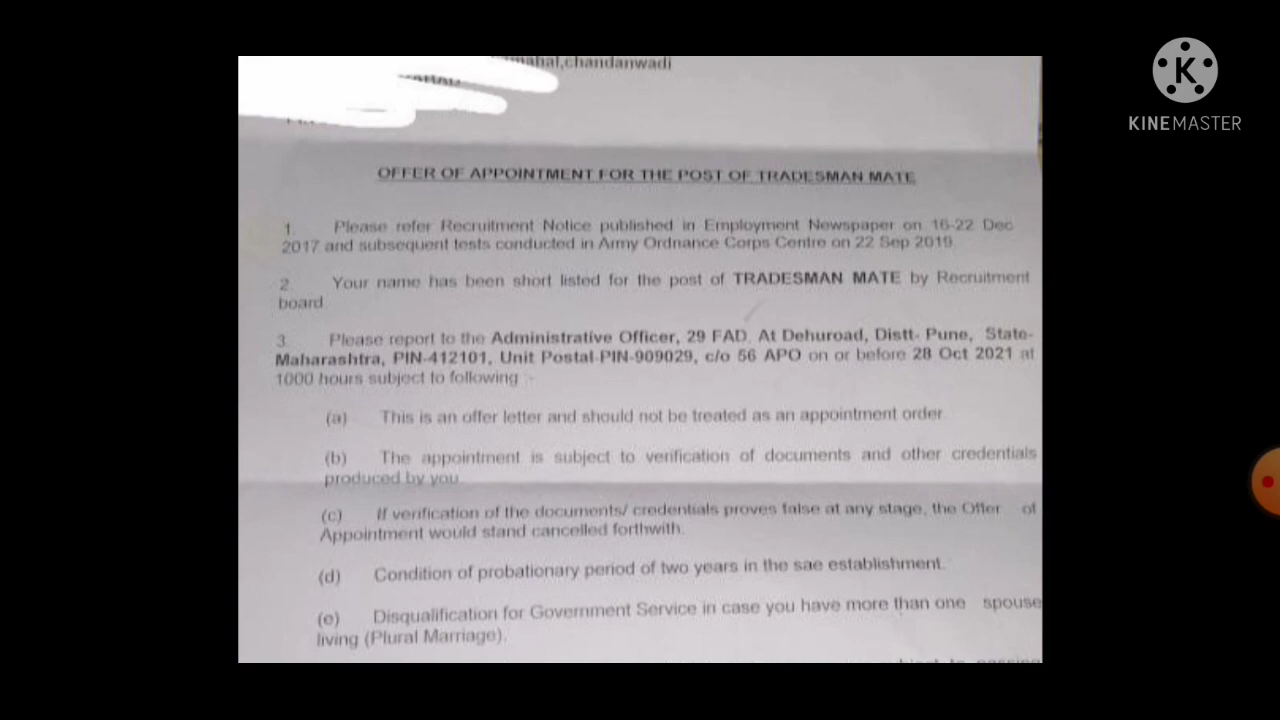 mahal,chandanwadi
OFFER OF APPOINTMENT FOR THE POST OF TRADESMAN MATE
1. Please refer Recruitment Notice published in Employment Newspaper on 16-22 Dec
2017 and subsequent tests conducted in Army Ordnance Corps Centre on 22 Sep 2019.
2. Your name has been short listed for the post of TRADESMAN MATE by Recruitment
board.
3. Please report to the Administrative Officer, 29 FAD, At Dehuroad, Distt- Pune, State-
Maharashtra, PIN-412101, Unit Postal-PIN-909029, c/o 56 APO on or before 28 Oct 2021 at
1000 hours subject to following :-
(a) This is an offer letter and should not be treated as an appointment order.
(b) The appointment is subject to verification of documents and other credentials
produced by you.
(c) If verification of the documents/ credentials proves false at any stage, the Offer of
Appointment would stand cancelled forthwith.
(d) Condition of probationary period of two years in the sae establishment.
(e) Disqualification for Government Service in case you have more than one spouse
living (Plural Marriage).
K
KINEMASTER